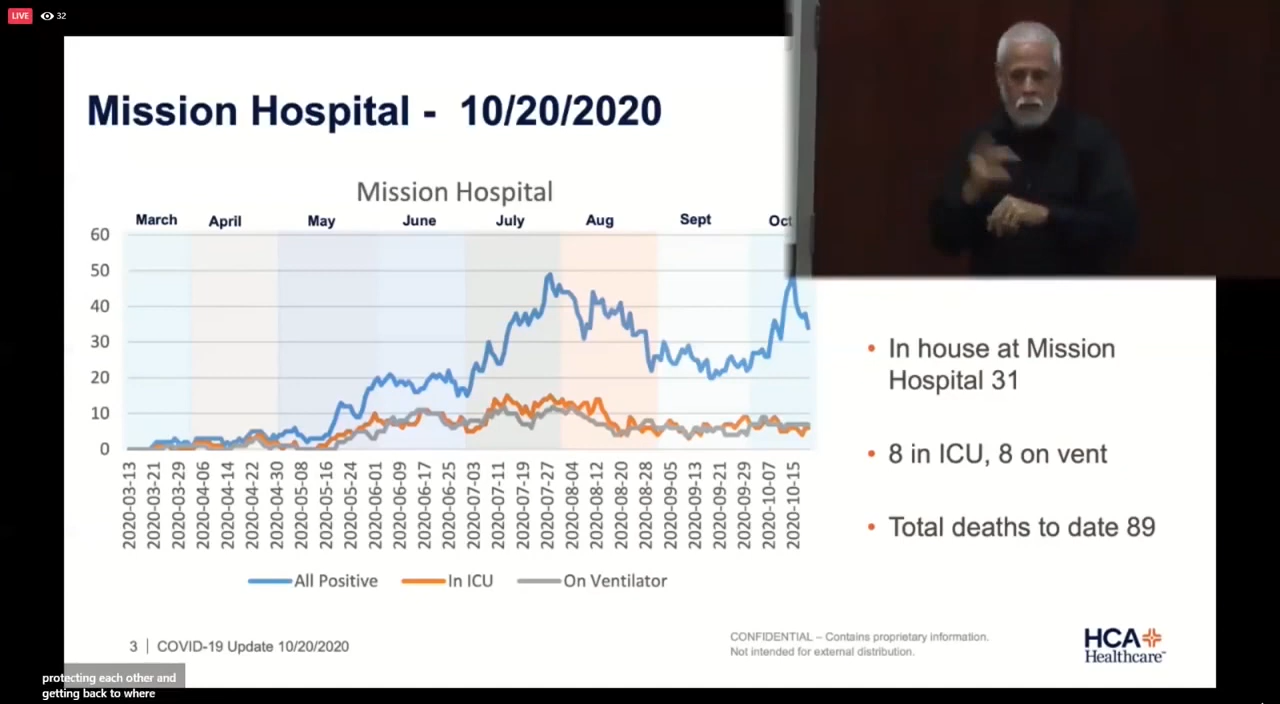 LIVE 32
Mission Hospital - 10/20/2020
Mission Hospital
March April May June July Aug Sept Oct
60
50
40
30
20
10
0
2020-03-13
2020-03-21
2020-03-29
2020-04-06
2020-04-14
2020-04-22
2020-04-30
2020-05-08
2020-05-16
2020-05-24
2020-06-01
2020-06-09
2020-06-17
2020-06-25
2020-07-03
2020-07-11
2020-07-19
2020-07-27
2020-08-04
2020-08-12
2020-08-20
2020-08-28
2020-09-05
2020-09-13
2020-09-21
2020-09-29
2020-10-07
2020-10-15
All Positive In ICU On Ventilator
• In house at Mission
Hospital 31
• 8 in ICU, 8 on vent
• Total deaths to date 89
3 | COVID-19 Update 10/20/2020
CONFIDENTIAL – Contains proprietary information.
Not intended for external distribution.
HCA
Healthcare™
protecting each other and
getting back to where